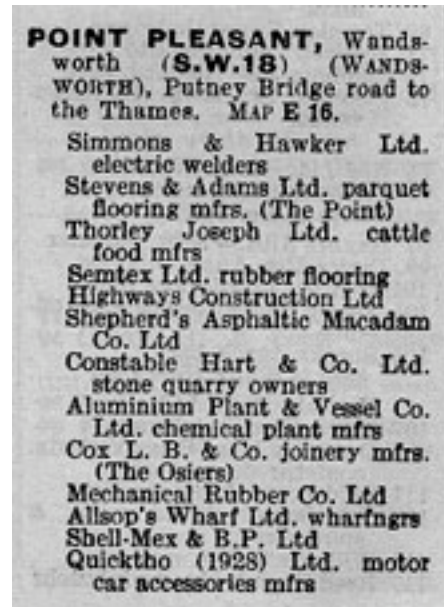 POINT PLEASANT, Wands-
worth (S.W.18) (WANDS-
WORTH), Putney Bridge road to
the Thames. MAP E 16.
Simmons & Hawker Ltd.
electric welders
Stevens & Adams Ltd. parquet
flooring mfrs. (The Point)
Thorley Joseph Ltd. cattle
food mfrs
Semtex Ltd. rubber flooring
Highways Construction Ltd
Shepherd's Asphaltic Macadam
Co. Ltd
Constable Hart & Co. Ltd.
stone quarry owners
Aluminium Plant & Vessel Co.
Ltd. chemical plant mfrs
Cox L. B. & Co. joinery mfrs.
(The Osiers)
Mechanical Rubber Co. Ltd
Allsop's Wharf Ltd. wharfngrs
Shell-Mex & B.P. Ltd
Quicktho (1928) Ltd. motor
car accessories mfrs